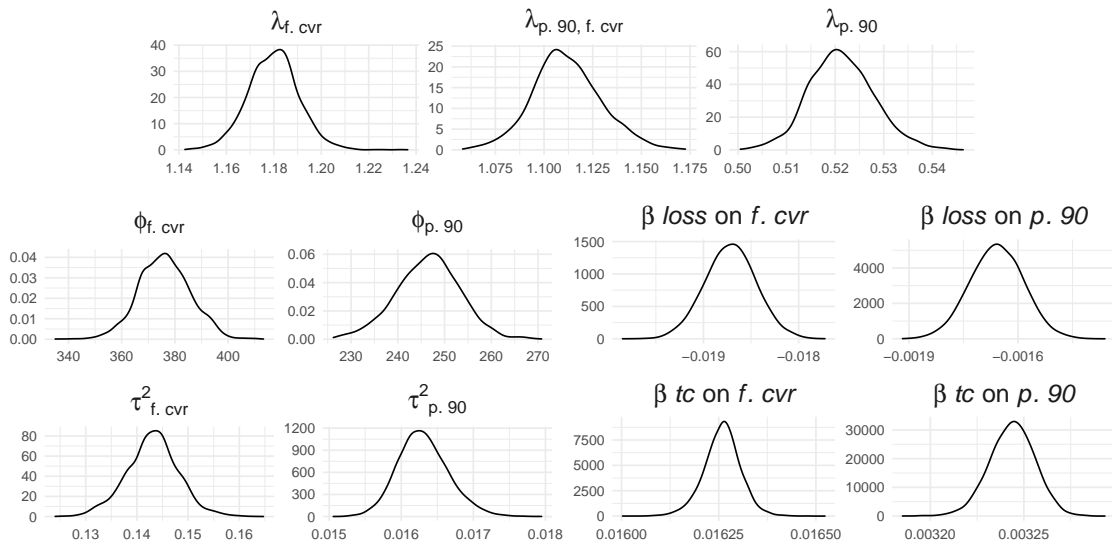 λf. cvr
λp. 90, f. cvr
λp. 90
40
30
20
10
0
1.14 1.16 1.18 1.20 1.22 1.24
25
20
15
10
5
0
1.075 1.100 1.125 1.150 1.175
60
40
20
0
0.50 0.51 0.52 0.53 0.54
ϕf. cvr
ϕp. 90
β loss on f. cvr
β loss on p. 90
0.04
0.03
0.02
0.01
0.00
340 360 380 400
0.06
0.04
0.02
0.00
230 240 250 260 270
1500
1000
500
0
−0.019 −0.018
4000
2000
0
−0.0019 −0.0016
τ2f. cvr
τ2p. 90
β tc on f. cvr
β tc on p. 90
80
60
40
20
0
0.13 0.14 0.15 0.16
1200
900
600
300
0
0.015 0.016 0.017 0.018
7500
5000
2500
0
0.01600 0.01625 0.01650
30000
20000
10000
0
0.00320 0.00325